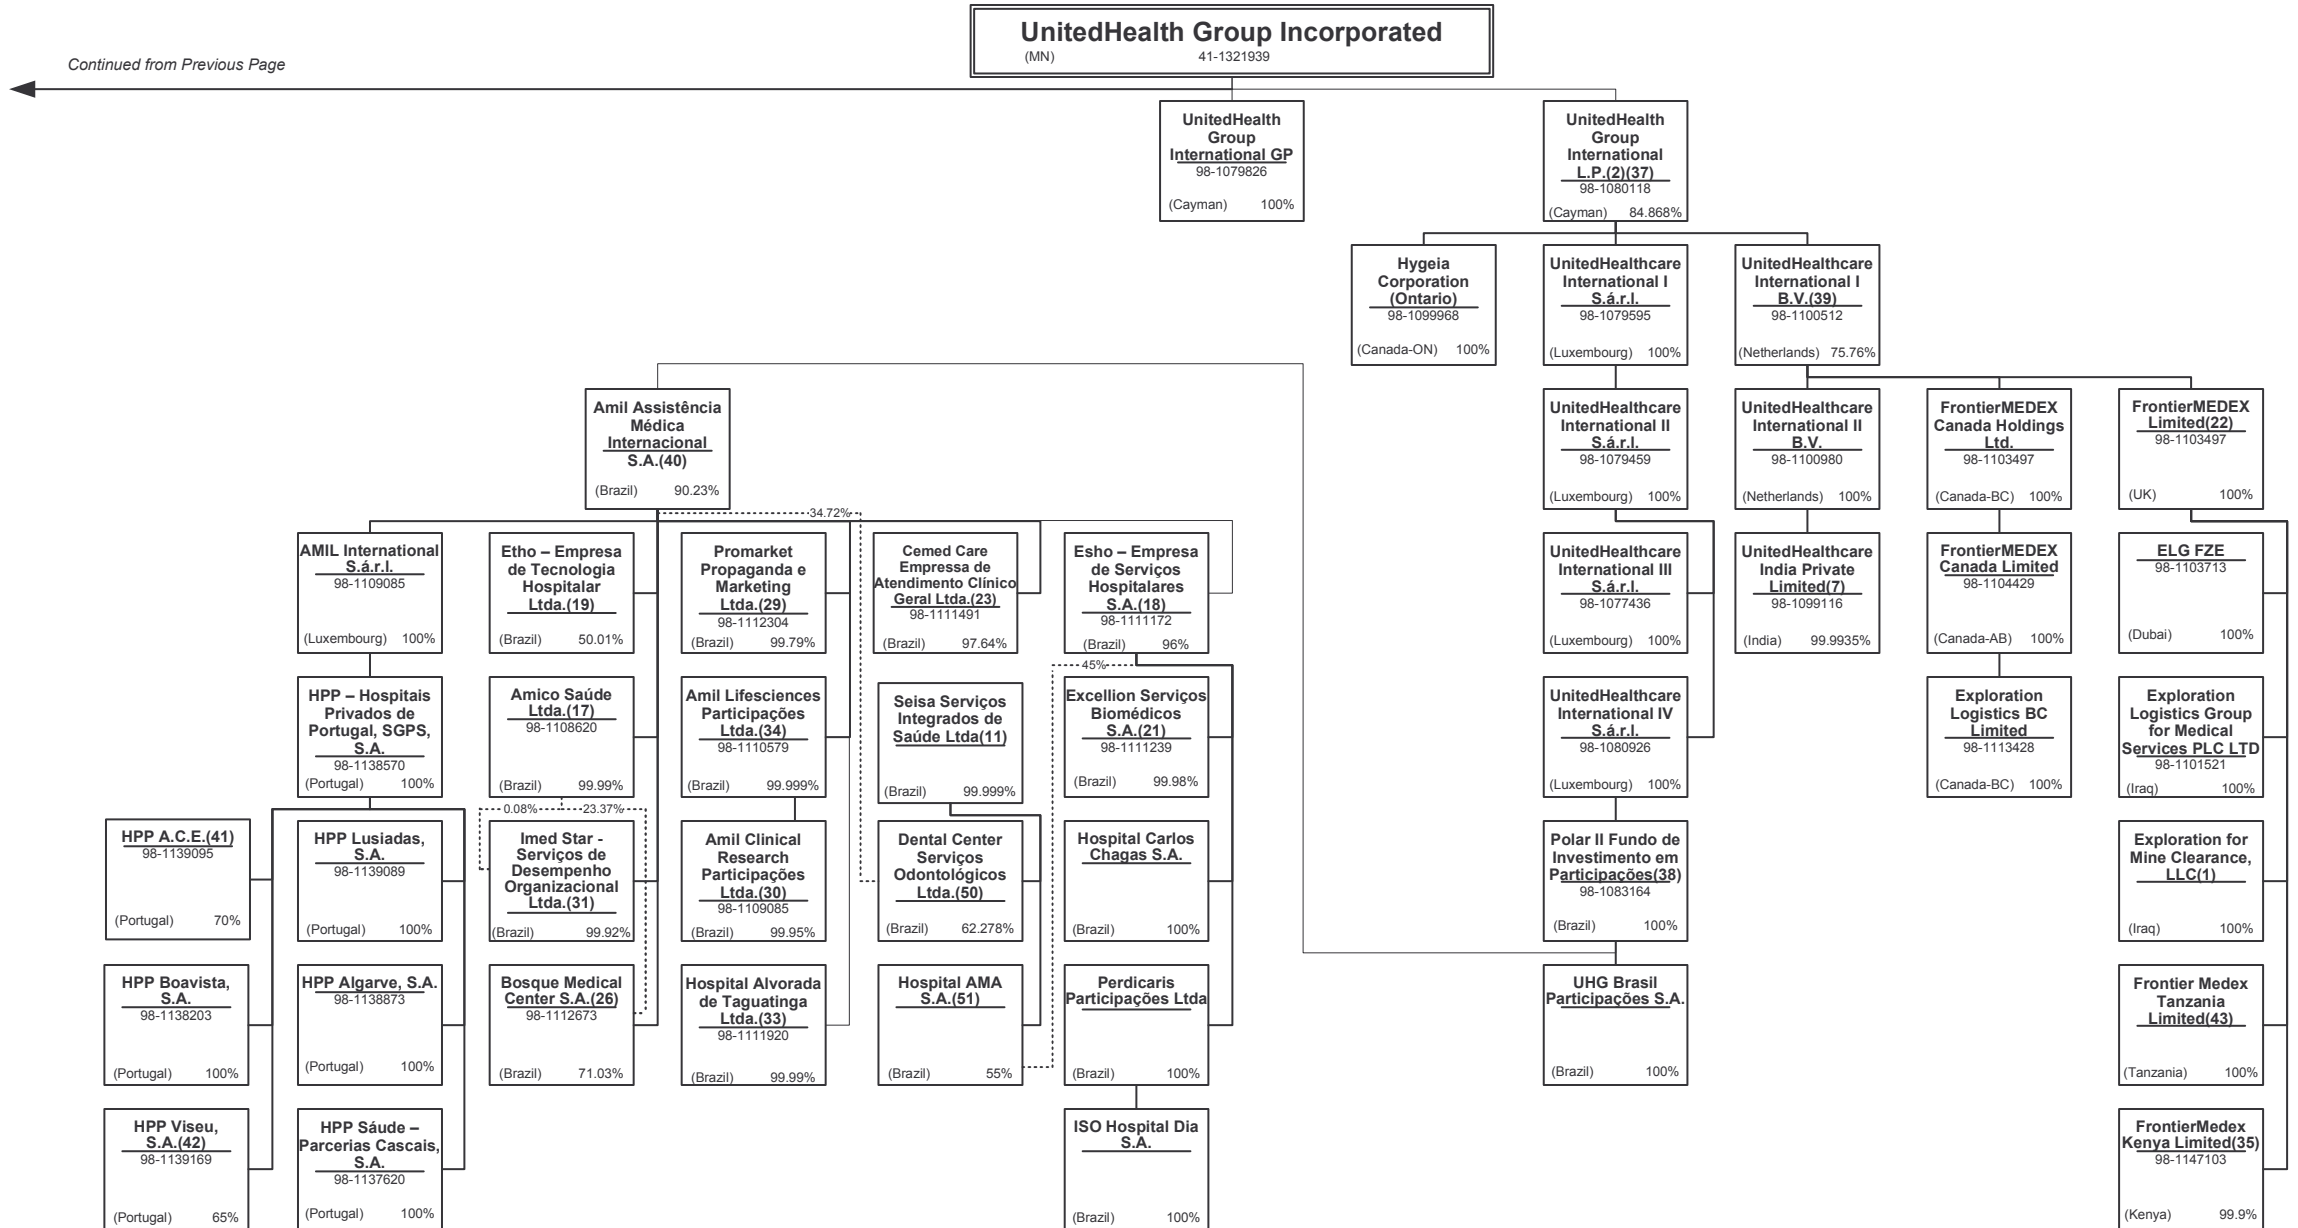 UnitedHealth Group Incorporated
(MN) 41-1321939
Continued from Previous Page
UnitedHealth
Group
International GP
98-1079826
(Cayman) 100%
UnitedHealth
Group
International
L.P.(2)(37)
98-1080118
(Cayman) 84.868%
Hygeia
Corporation
(Ontario)
98-1099968
(Canada-ON) 100%
UnitedHealthcare
International I
S.á.r.l.
98-1079595
(Luxembourg) 100%
UnitedHealthcare
International I
B.V.(39)
98-1100512
(Netherlands) 75.76%
Amil Assistência
Médica
Internacional
S.A.(40)
(Brazil) 90.23%
UnitedHealthcare
International II
S.á.r.l.
98-1079459
(Luxembourg) 100%
UnitedHealthcare
International II
B.V.
98-1100980
(Netherlands) 100%
FrontierMEDEX
Canada Holdings
Ltd.
98-1103497
(Canada-BC) 100%
FrontierMEDEX
Limited(22)
98-1103497
(UK) 100%
34.72%
AMIL International
S.á.r.l.
98-1109085
(Luxembourg) 100%
Etho – Empresa
de Tecnologia
Hospitalar
Ltda.(19)
(Brazil) 50.01%
Promarket
Propaganda e
Marketing
Ltda.(29)
98-1112304
(Brazil) 99.79%
Cemed Care
Empressa de
Atendimento Clínico
Geral Ltda.(23)
98-1111491
(Brazil) 97.64%
Esho – Empresa
de Serviços
Hospitalares
S.A.(18)
98-1111172
(Brazil) 96%
UnitedHealthcare
International III
S.á.r.l.
98-1077436
(Luxembourg) 100%
UnitedHealthcare
India Private
Limited(7)
98-1099116
(India) 99.9935%
FrontierMEDEX
Canada Limited
98-1104429
(Canada-AB) 100%
ELG FZE
98-1103713
(Dubai) 100%
45%
HPP – Hospitais
Privados de
Portugal, SGPS,
S.A.
98-1138570
(Portugal) 100%
Amico Saúde
Ltda.(17)
98-1108620
(Brazil) 99.99%
Amil Lifesciences
Participações
Ltda.(34)
98-1110579
(Brazil) 99.999%
Seisa Serviços
Integrados de
Saúde Ltda(11)
(Brazil) 99.999%
Excellion Serviços
Biomédicos
S.A.(21)
98-1111239
(Brazil) 99.98%
UnitedHealthcare
International IV
S.á.r.l.
98-1080926
(Luxembourg) 100%
Exploration
Logistics BC
Limited
98-1113428
(Canada-BC) 100%
Exploration
Logistics Group
for Medical
Services PLC LTD
98-1101521
(Iraq) 100%
0.08% 23.37%
HPP A.C.E.(41)
98-1139095
(Portugal) 70%
HPP Lusiadas,
S.A.
98-1139089
(Portugal) 100%
Imed Star -
Serviços de
Desempenho
Organizacional
Ltda.(31)
(Brazil) 99.92%
Amil Clinical
Research
Participações
Ltda.(30)
98-1109085
(Brazil) 99.95%
Dental Center
Serviços
Odontológicos
Ltda.(50)
(Brazil) 62.278%
Hospital Carlos
Chagas S.A.
(Brazil) 100%
Polar II Fundo de
Investimento em
Participações(38)
98-1083164
(Brazil) 100%
Exploration for
Mine Clearance,
LLC(1)
(Iraq) 100%
HPP Boavista,
S.A.
98-1138203
(Portugal) 100%
HPP Algarve, S.A.
98-1138873
(Portugal) 100%
Bosque Medical
Center S.A.(26)
98-1112673
(Brazil) 71.03%
Hospital Alvorada
de Taguatinga
Ltda.(33)
98-1111920
(Brazil) 99.99%
Hospital AMA
S.A.(51)
(Brazil) 55%
Perdicaris
Participações Ltda
(Brazil) 100%
UHG Brasil
Participações S.A.
(Brazil) 100%
Frontier Medex
Tanzania
Limited(43)
(Tanzania) 100%
HPP Viseu,
S.A.(42)
98-1139169
(Portugal) 65%
HPP Sáude –
Parcerias Cascais,
S.A.
98-1137620
(Portugal) 100%
ISO Hospital Dia
S.A.
(Brazil) 100%
FrontierMedex
Kenya Limited(35)
98-1147103
(Kenya) 99.9%